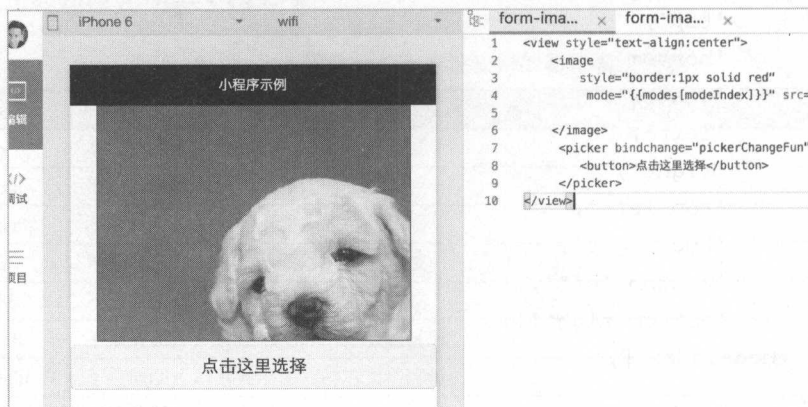 iPhone 6
wifi
form-ima...
form-ima...
小程序示例
编辑
调试
项目
点击这里选择
1 <view style="text-align:center">
2     <image
3         style="border:1px solid red"
4          mode="{{modes[modeIndex]}}" src=
5
6     </image>
7      <picker bindchange="pickerChangeFun"
8         <button>点击这里选择</button>
9      </picker>
10 </view>